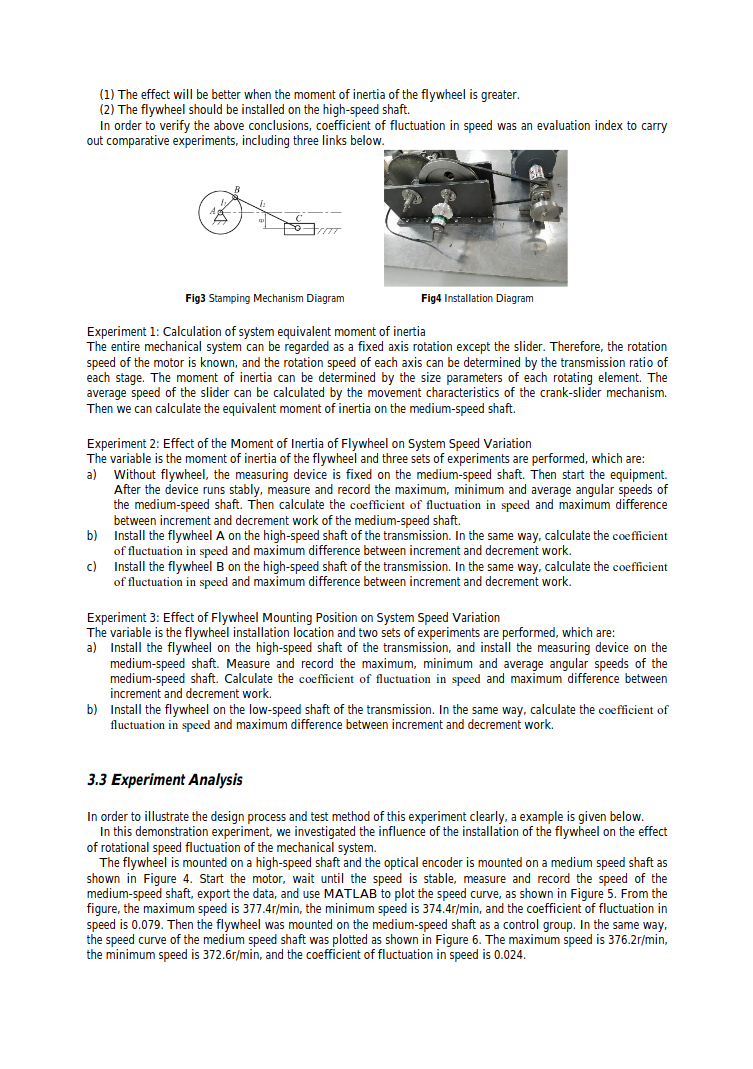 (1) The effect will be better when the moment of inertia of the flywheel is greater.
(2) The flywheel should be installed on the high-speed shaft.
In order to verify the above conclusions, coefficient of fluctuation in speed was an evaluation index to carry
out comparative experiments, including three links below.
B
l₁
l₂
A
C
e
Fig3 Stamping Mechanism Diagram
Fig4 Installation Diagram
Experiment 1: Calculation of system equivalent moment of inertia
The entire mechanical system can be regarded as a fixed axis rotation except the slider. Therefore, the rotation
speed of the motor is known, and the rotation speed of each axis can be determined by the transmission ratio of
each stage. The moment of inertia can be determined by the size parameters of each rotating element. The
average speed of the slider can be calculated by the movement characteristics of the crank-slider mechanism.
Then we can calculate the equivalent moment of inertia on the medium-speed shaft.
Experiment 2: Effect of the Moment of Inertia of Flywheel on System Speed Variation
The variable is the moment of inertia of the flywheel and three sets of experiments are performed, which are:
a) Without flywheel, the measuring device is fixed on the medium-speed shaft. Then start the equipment.
After the device runs stably, measure and record the maximum, minimum and average angular speeds of
the medium-speed shaft. Then calculate the coefficient of fluctuation in speed and maximum difference
between increment and decrement work of the medium-speed shaft.
b) Install the flywheel A on the high-speed shaft of the transmission. In the same way, calculate the coefficient
of fluctuation in speed and maximum difference between increment and decrement work.
c) Install the flywheel B on the high-speed shaft of the transmission. In the same way, calculate the coefficient
of fluctuation in speed and maximum difference between increment and decrement work.
Experiment 3: Effect of Flywheel Mounting Position on System Speed Variation
The variable is the flywheel installation location and two sets of experiments are performed, which are:
a) Install the flywheel on the high-speed shaft of the transmission, and install the measuring device on the
medium-speed shaft. Measure and record the maximum, minimum and average angular speeds of the
medium-speed shaft. Calculate the coefficient of fluctuation in speed and maximum difference between
increment and decrement work.
b) Install the flywheel on the low-speed shaft of the transmission. In the same way, calculate the coefficient of
fluctuation in speed and maximum difference between increment and decrement work.
3.3 Experiment Analysis
In order to illustrate the design process and test method of this experiment clearly, a example is given below.
In this demonstration experiment, we investigated the influence of the installation of the flywheel on the effect
of rotational speed fluctuation of the mechanical system.
The flywheel is mounted on a high-speed shaft and the optical encoder is mounted on a medium speed shaft as
shown in Figure 4. Start the motor, wait until the speed is stable, measure and record the speed of the
medium-speed shaft, export the data, and use MATLAB to plot the speed curve, as shown in Figure 5. From the
figure, the maximum speed is 377.4r/min, the minimum speed is 374.4r/min, and the coefficient of fluctuation in
speed is 0.079. Then the flywheel was mounted on the medium-speed shaft as a control group. In the same way,
the speed curve of the medium speed shaft was plotted as shown in Figure 6. The maximum speed is 376.2r/min,
the minimum speed is 372.6r/min, and the coefficient of fluctuation in speed is 0.024.